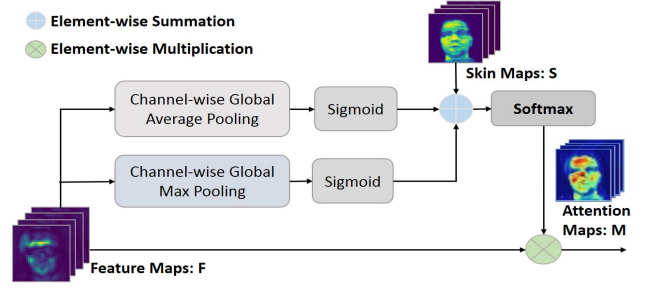 Element-wise Summation
Element-wise Multiplication
Skin Maps: S
Channel-wise Global
Average Pooling
Sigmoid
Softmax
Channel-wise Global
Max Pooling
Sigmoid
Attention
Maps: M
Feature Maps: F